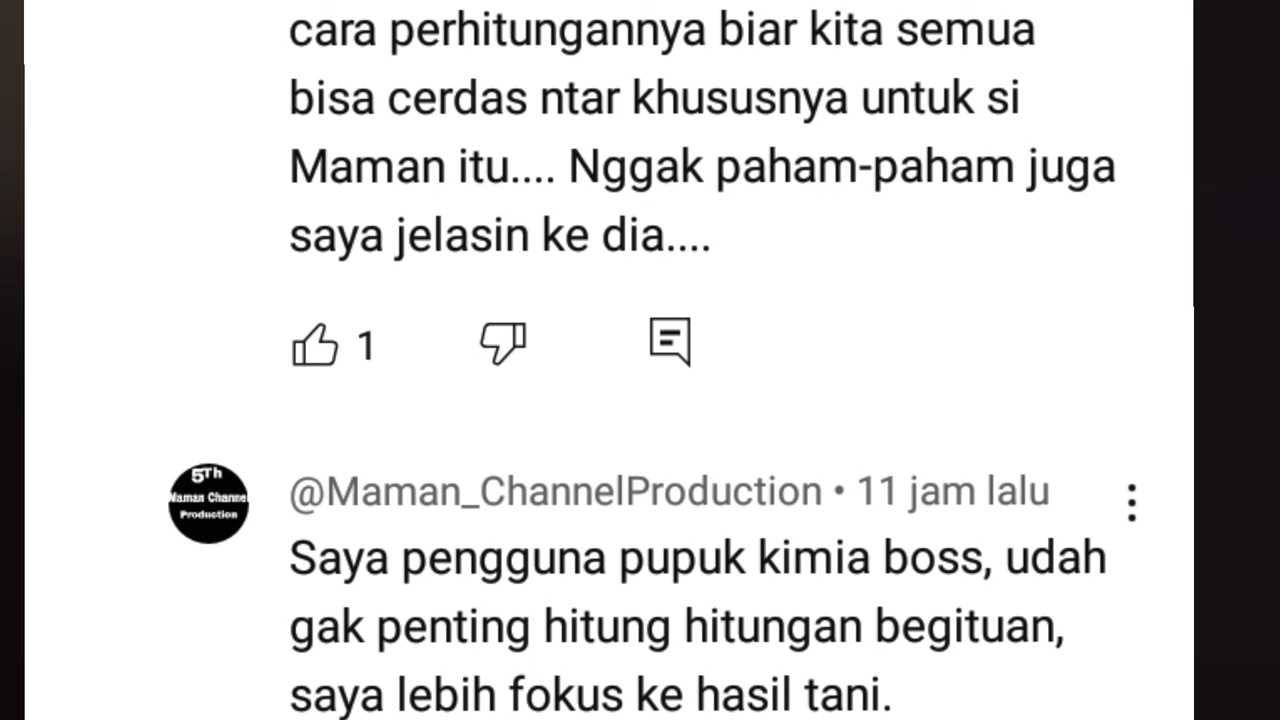 cara perhitungannya biar kita semua
bisa cerdas ntar khususnya untuk si
Maman itu.... Nggak paham-paham juga
saya jelasin ke dia....
1
5Th
Maman Channel
Production
@Maman_ChannelProduction • 11 jam lalu
Saya pengguna pupuk kimia boss, udah
gak penting hitung hitungan begituan,
saya lebih fokus ke hasil tani.